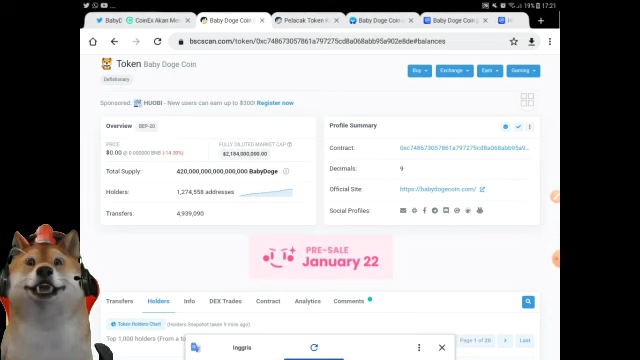 17:21
BabyD
CoinEx Akan Me
Baby Doge Coin
Pelacak Token
Baby Doge Coin
Baby Doge Coin
bscscan.com/token/0xc748673057861a797275cd8a068abb95a902e8de#balances
Token Baby Doge Coin
Buy Exchange Earn Gaming
Deflationary
Sponsored: HUOBI - New users can earn up to $300! Register now
Overview BEP-20
PRICE
$0.00 @ 0.000000 BNB (-14.30%)
FULLY DILUTED MARKET CAP
$2,184,000,000.00
Total Supply: 420,000,000,000,000,000 BabyDoge
Holders: 1,274,558 addresses
Transfers: 4,939,090
Profile Summary
Contract: 0xc748673057861a797275cd8a068abb95a9...
Decimals: 9
Official Site: https://babydogecoin.com/
Social Profiles:
PRE-SALE
January 22
Transfers Holders Info DEX Trades Contract Analytics Comments
Token Holders Chart (Holders Snapshot taken 9 mins ago)
Top 1,000 holders (From a to
Page 1 of 20 Last
Inggris